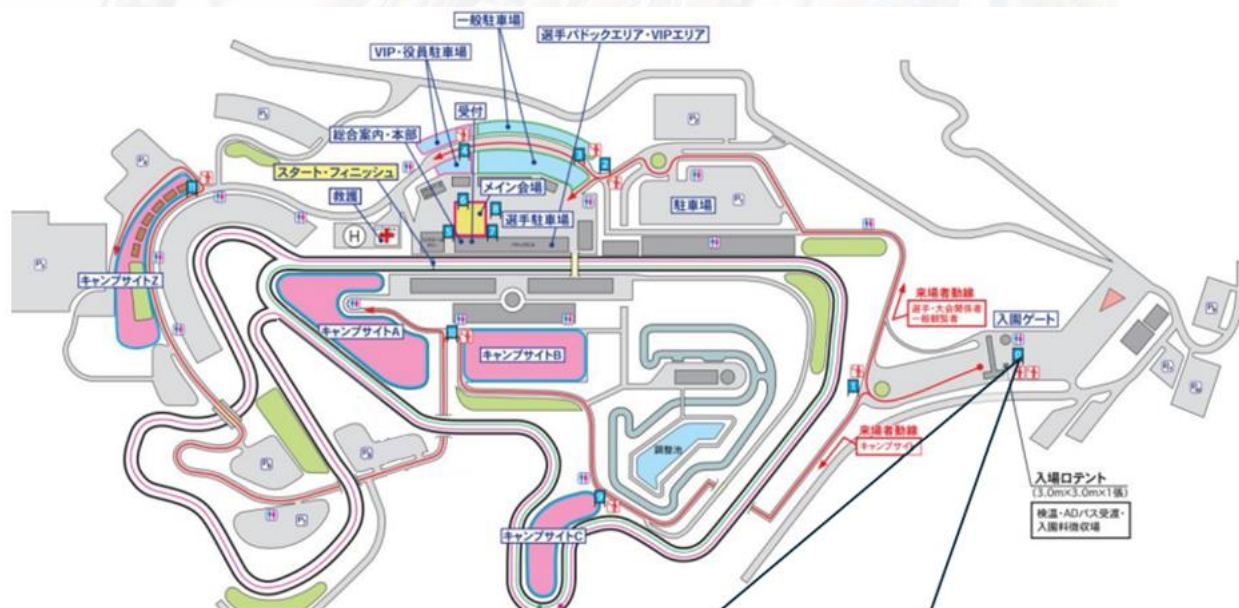 一般駐車場
選手パドックエリア・VIPエリア
VIP・役員駐車場
受付
総合案内・本部
スタート・フィニッシュ
メイン会場
救護
選手駐車場
駐車場
H
キャンプサイトZ
キャンプサイトA
キャンプサイトB
来場者動線
選手・大会関係者
一般観覧者
入園ゲート
調整池
来場者動線
キャンプサイト
キャンプサイトC
入場口テント
(3.0m×3.0m×1張)
検温・ADパス受渡・
入園料徴収場